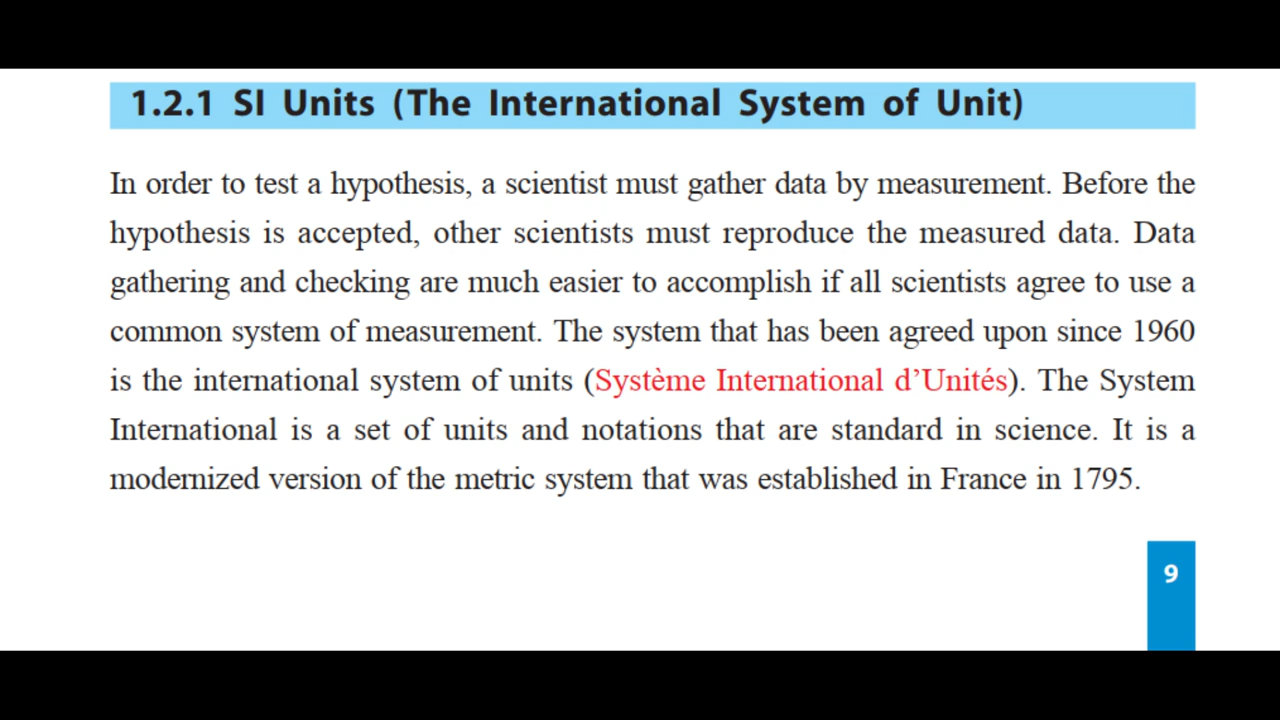 1.2.1 SI Units (The International System of Unit)
In order to test a hypothesis, a scientist must gather data by measurement. Before the
hypothesis is accepted, other scientists must reproduce the measured data. Data
gathering and checking are much easier to accomplish if all scientists agree to use a
common system of measurement. The system that has been agreed upon since 1960
is the international system of units (Système International d’Unités). The System
International is a set of units and notations that are standard in science. It is a
modernized version of the metric system that was established in France in 1795.
9